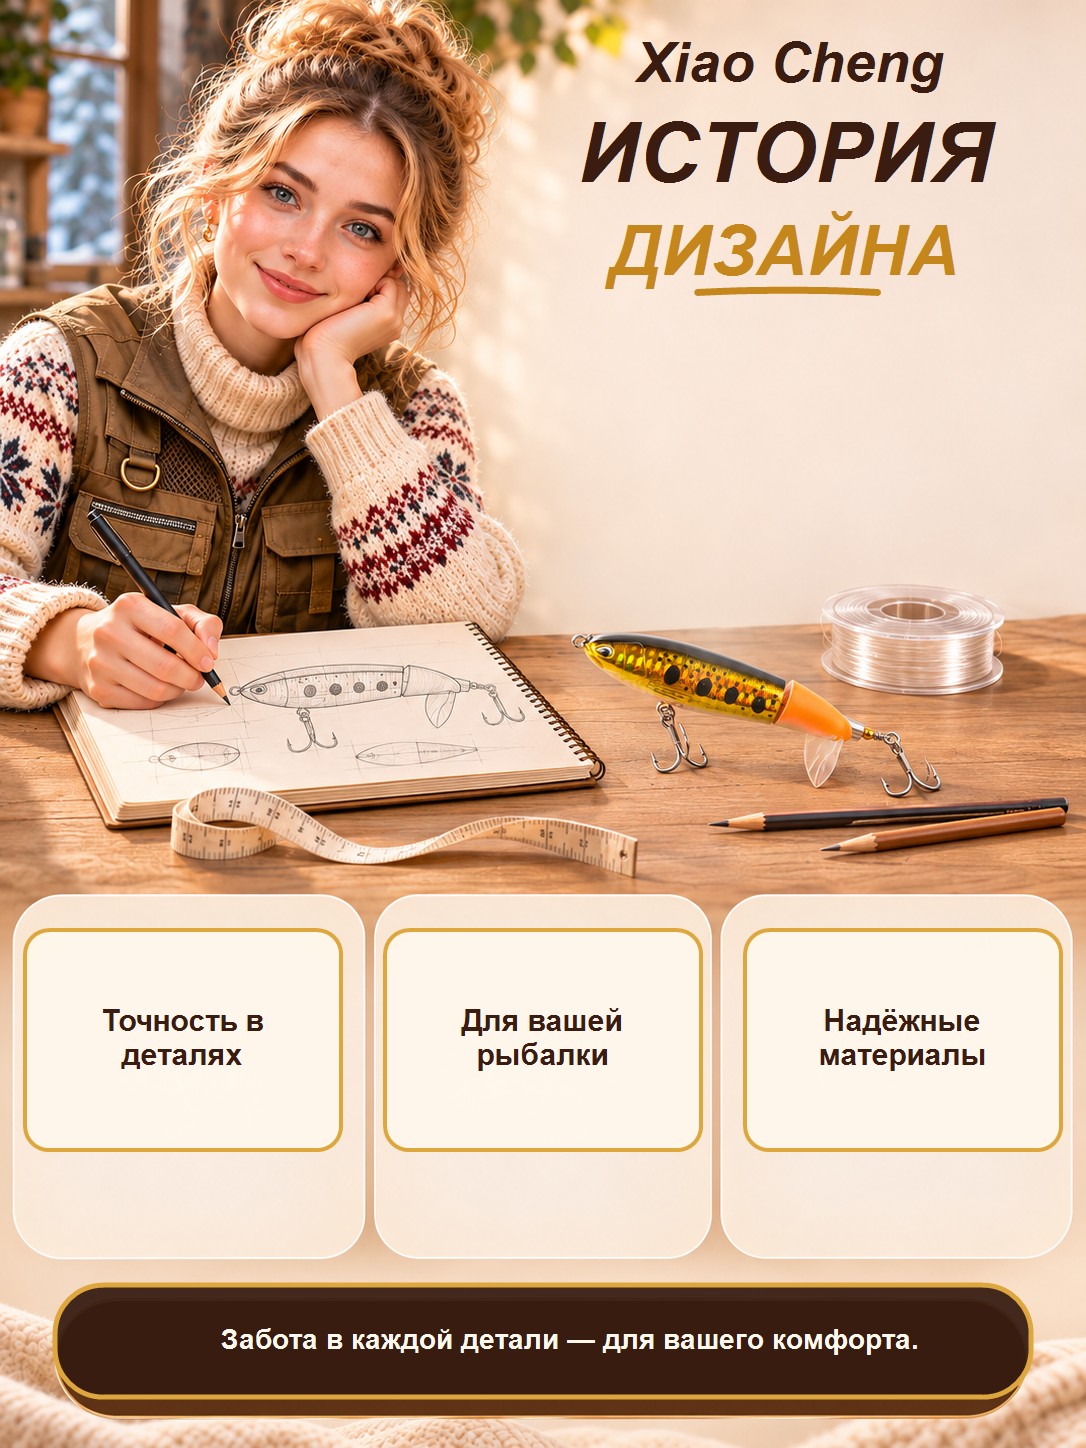 Xiao Cheng
ИСТОРИЯ
ДИЗАЙНА
Точность в
деталях
Для вашей
рыбалки
Надёжные
материалы
Забота в каждой детали — для вашего комфорта.